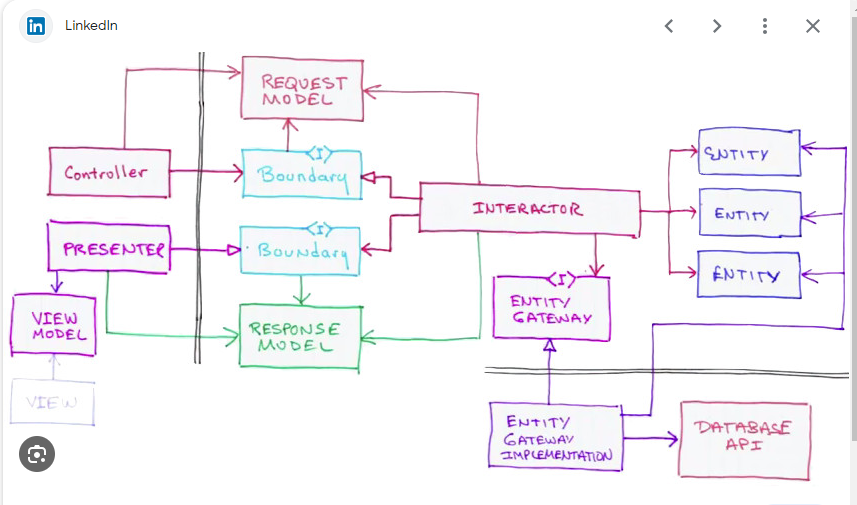 LinkedIn
REQUEST
MODEL
<I>
Boundary
Controller
PRESENTER
<I>
Boundary
INTERACTOR
ENTITY
ENTITY
ENTITY
<I>
ENTITY
GATEWAY
VIEW
MODEL
RESPONSE
MODEL
VIEW
ENTITY
GATEWAY
IMPLEMENTATION
DATABASE
API